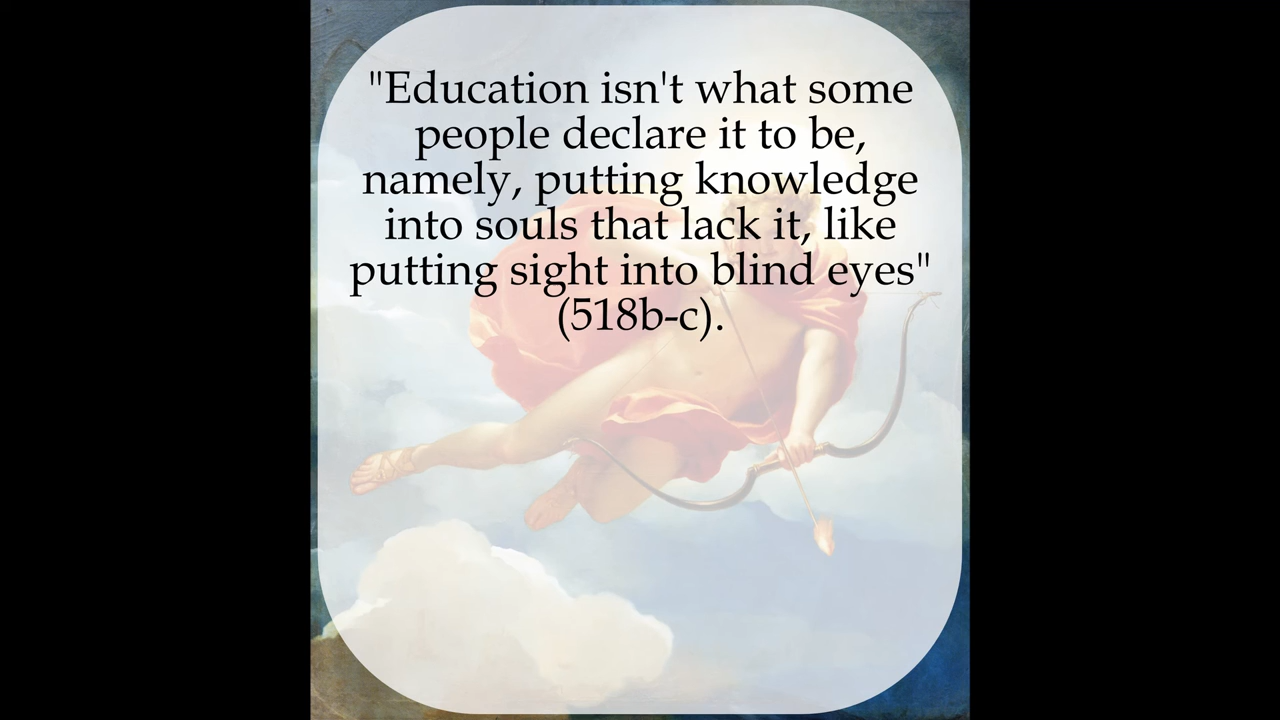 "Education isn't what some
people declare it to be,
namely, putting knowledge
into souls that lack it, like
putting sight into blind eyes"
(518b-c).